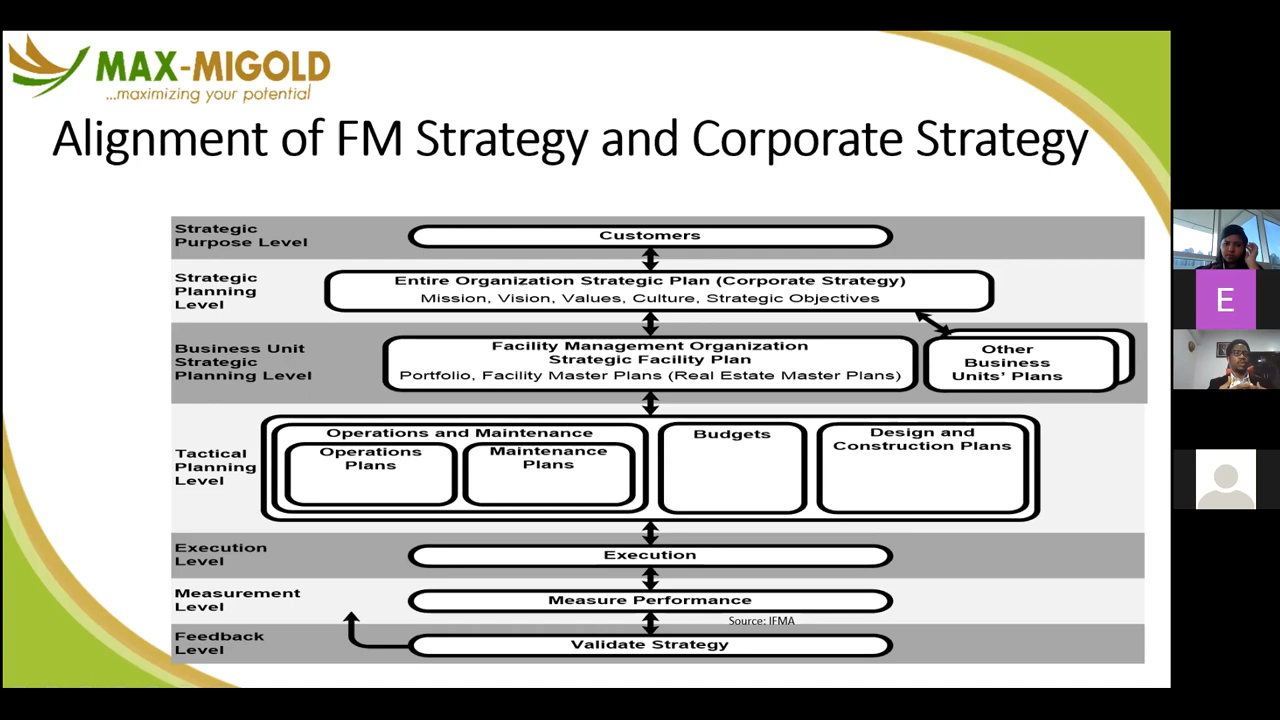 MAX-MIGOLD
...maximizing your potential
Alignment of FM Strategy and Corporate Strategy
Strategic
Purpose Level
Customers
Strategic
Planning
Level
Entire Organization Strategic Plan (Corporate Strategy)
Mission, Vision, Values, Culture, Strategic Objectives
Business Unit
Strategic
Planning Level
Facility Management Organization
Strategic Facility Plan
Portfolio, Facility Master Plans (Real Estate Master Plans)
Other
Business
Units' Plans
Tactical
Planning
Level
Operations and Maintenance
Operations
Plans
Maintenance
Plans
Budgets
Design and
Construction Plans
Execution
Level
Execution
Measurement
Level
Measure Performance
Source: IFMA
Feedback
Level
Validate Strategy
E